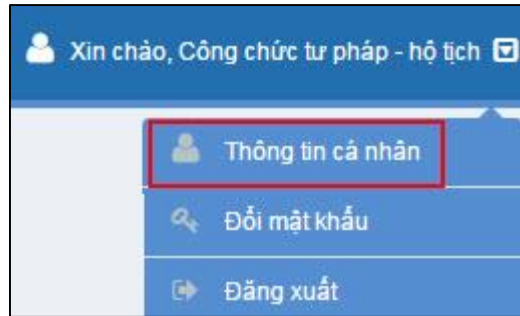 Xin chào, Công chức tư pháp - hộ tịch
Thông tin cá nhân
Đổi mật khẩu
Đăng xuất